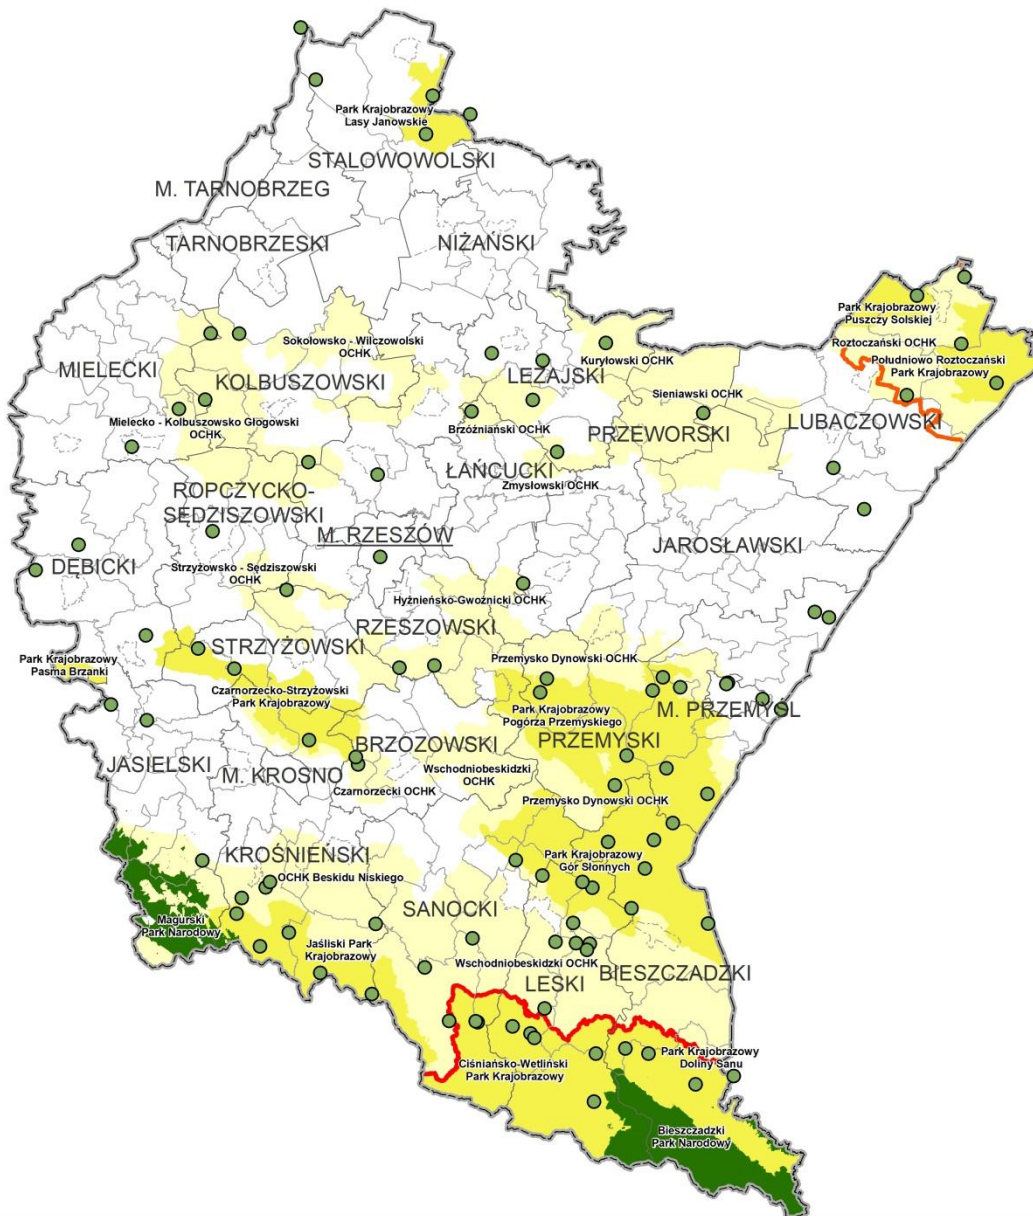 Park Krajobrazowy
Lasy Janowskie
STALOWOWOLSKI
M. TARNOBRZEG
TARNOBRZESKI
NIŻAŃSKI
Park Krajobrazowy
Puszczy Solskiej
Roztoczański OCHK
Południowo Roztoczański
Park Krajobrazowy
Sokołowsko - Wilczowolski
OCHK
Kuryłowski OCHK
MIELECKI
KOLBUSZOWSKI
LEŻAJSKI
Sieniawski OCHK
LUBACZOWSKI
Mielecko - Kolbuszowsko Głogowski
OCHK
Brzóźniański OCHK
PRZEWORSKI
ŁAŃCUCKI
Zmysłowski OCHK
ROPCZYCKO-
SĘDZISZOWSKI
M. RZESZÓW
JAROSŁAWSKI
DĘBICKI
Strzyżowsko - Sędziszowski
OCHK
Hyżnieńsko-Gwoźnicki OCHK
RZESZOWSKI
STRZYŻOWSKI
Park Krajobrazowy
Pasma Brzanki
Przemysko Dynowski OCHK
Czarnorzecko-Strzyżowski
Park Krajobrazowy
Park Krajobrazowy
Pogórza Przemyskiego
M. PRZEMYŚL
PRZEMYSKI
BRZOZOWSKI
JASIELSKI
M. KROSNO
Wschodniobeskidzki
OCHK
Czarnorzecki OCHK
Przemysko Dynowski OCHK
KROŚNIEŃSKI
Park Krajobrazowy
Gór Słonnych
OCHK Beskidu Niskiego
SANOCKI
Magurski
Park Narodowy
Jaśliski Park
Krajobrazowy
Wschodniobeskidzki OCHK
BIESZCZADZKI
LESKI
Park Krajobrazowy
Doliny Sanu
Ciśniańsko-Wetliński
Park Krajobrazowy
Bieszczadzki
Park Narodowy